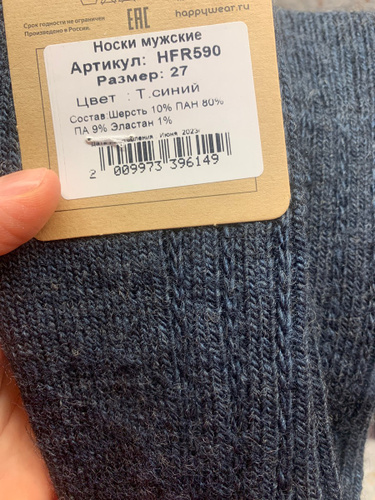 Срок годности не ограничен
Произведено в России.
EAC
happywear.ru
Носки мужские
Артикул: HFR590
Размер: 27
Цвет : Т.синий
Состав:Шерсть 10% ПАН 80%
ПА 9% Эластан 1%
Июня 2023г
2 009973 396149